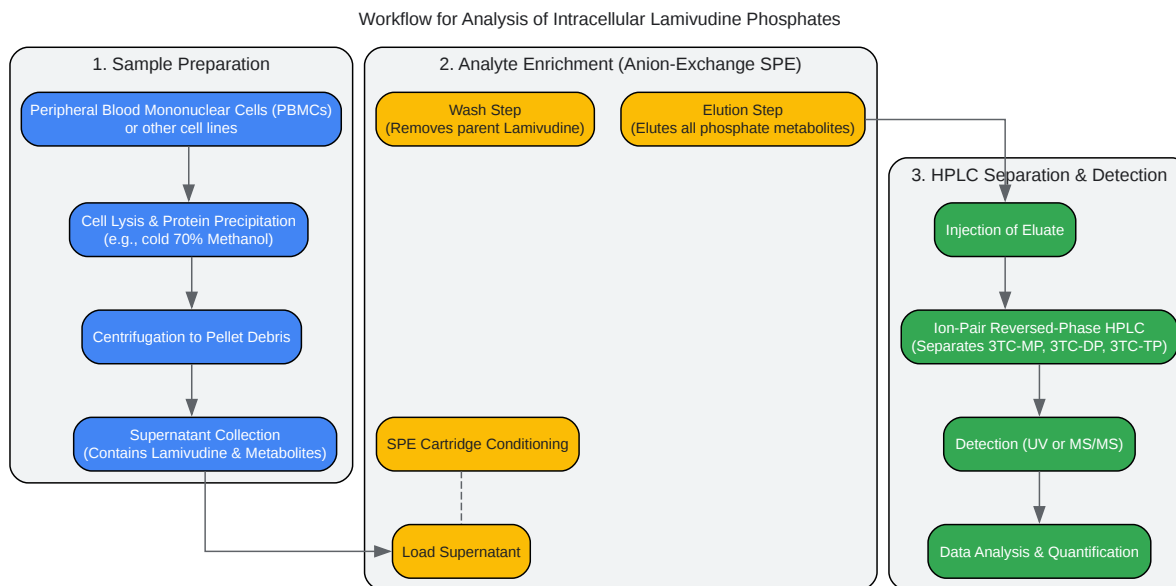 Workflow for Analysis of Intracellular Lamivudine Phosphates
1. Sample Preparation
Peripheral Blood Mononuclear Cells (PBMCs)
or other cell lines
Cell Lysis & Protein Precipitation
(e.g., cold 70% Methanol)
Centrifugation to Pellet Debris
Supernatant Collection
(Contains Lamivudine & Metabolites)
2. Analyte Enrichment (Anion-Exchange SPE)
Wash Step
(Removes parent Lamivudine)
Elution Step
(Elutes all phosphate metabolites)
SPE Cartridge Conditioning
Load Supernatant
3. HPLC Separation & Detection
Injection of Eluate
Ion-Pair Reversed-Phase HPLC
(Separates 3TC-MP, 3TC-DP, 3TC-TP)
Detection (UV or MS/MS)
Data Analysis & Quantification